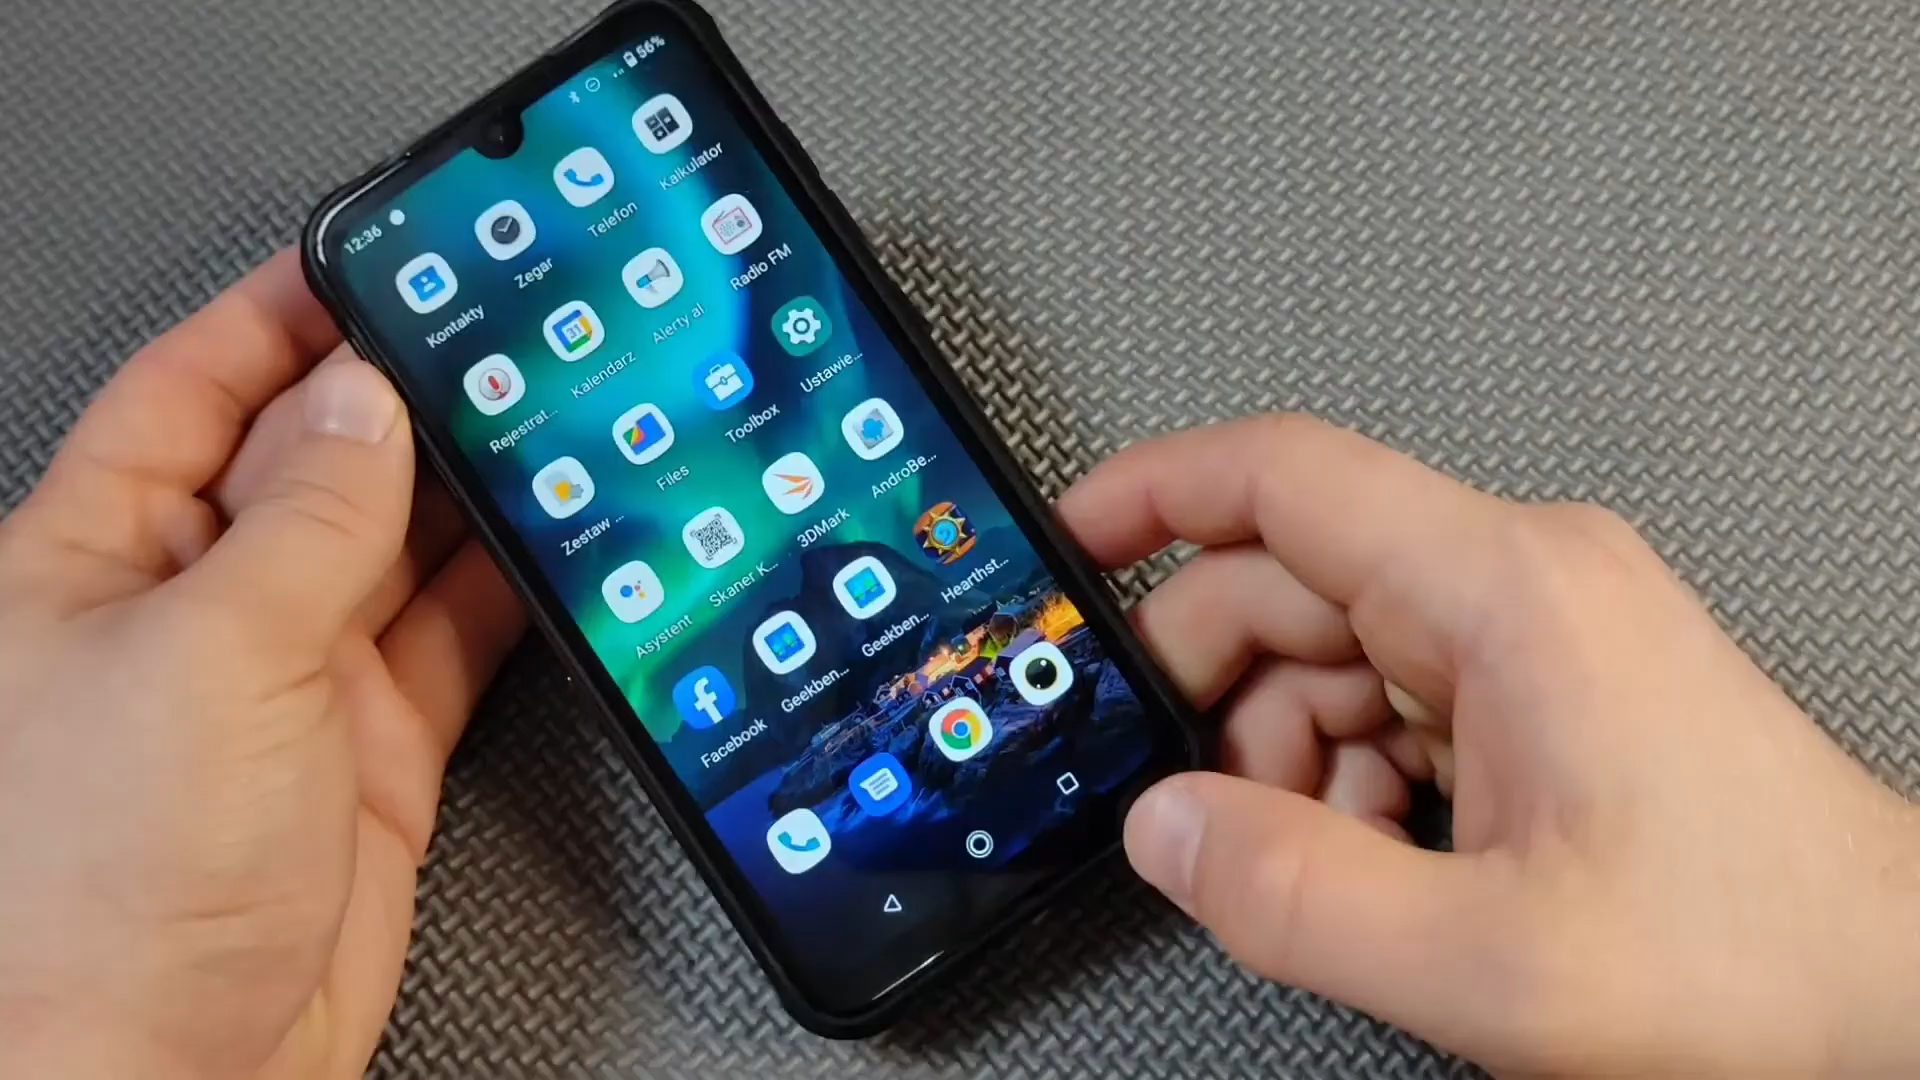 12:36
56%
Kontakty
Zegar
Telefon
Kalkulator
Rejestrat...
Kalendarz
31
Alerty al
Radio FM
Zestaw ...
Files
Toolbox
Ustawie...
Asystent
Skaner K...
3DMark
AndroBe...
Facebook
Geekben...
Geekben...
Hearthst...